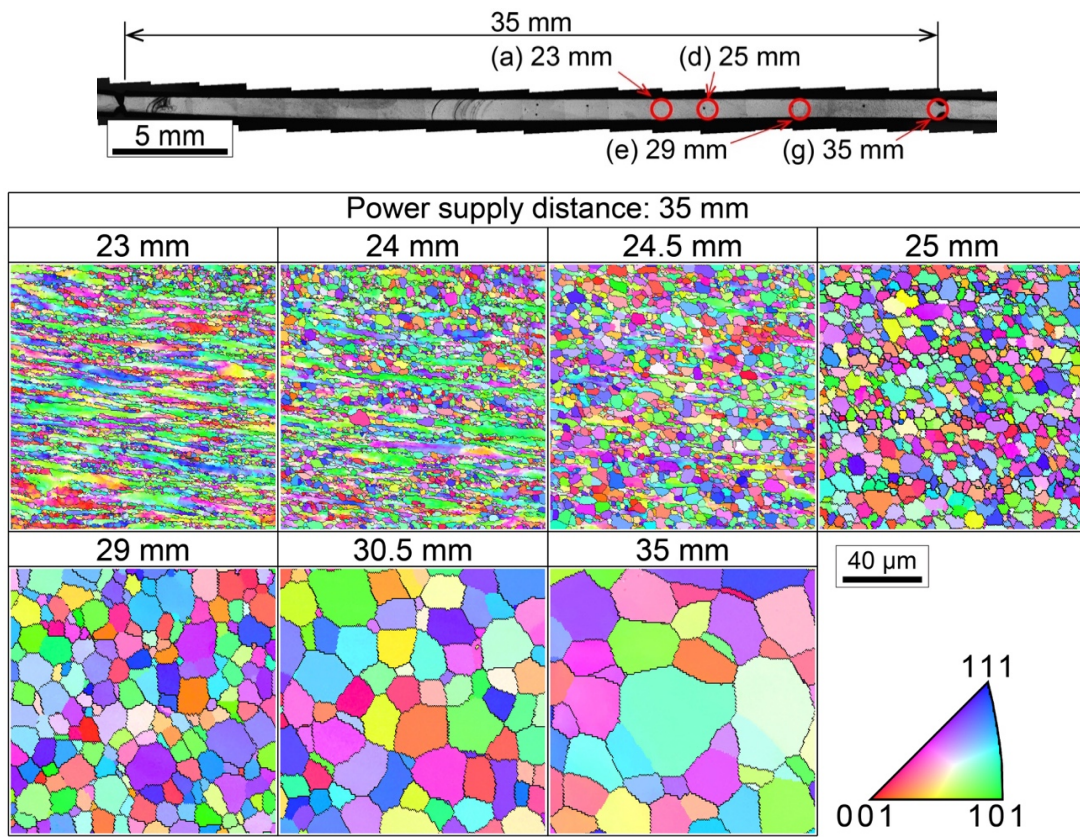 35 mm
(a) 23 mm
(d) 25 mm
5 mm
(e) 29 mm
(g) 35 mm
Power supply distance: 35 mm
23 mm
24 mm
24.5 mm
25 mm
29 mm
30.5 mm
35 mm
40 µm
111
001
101